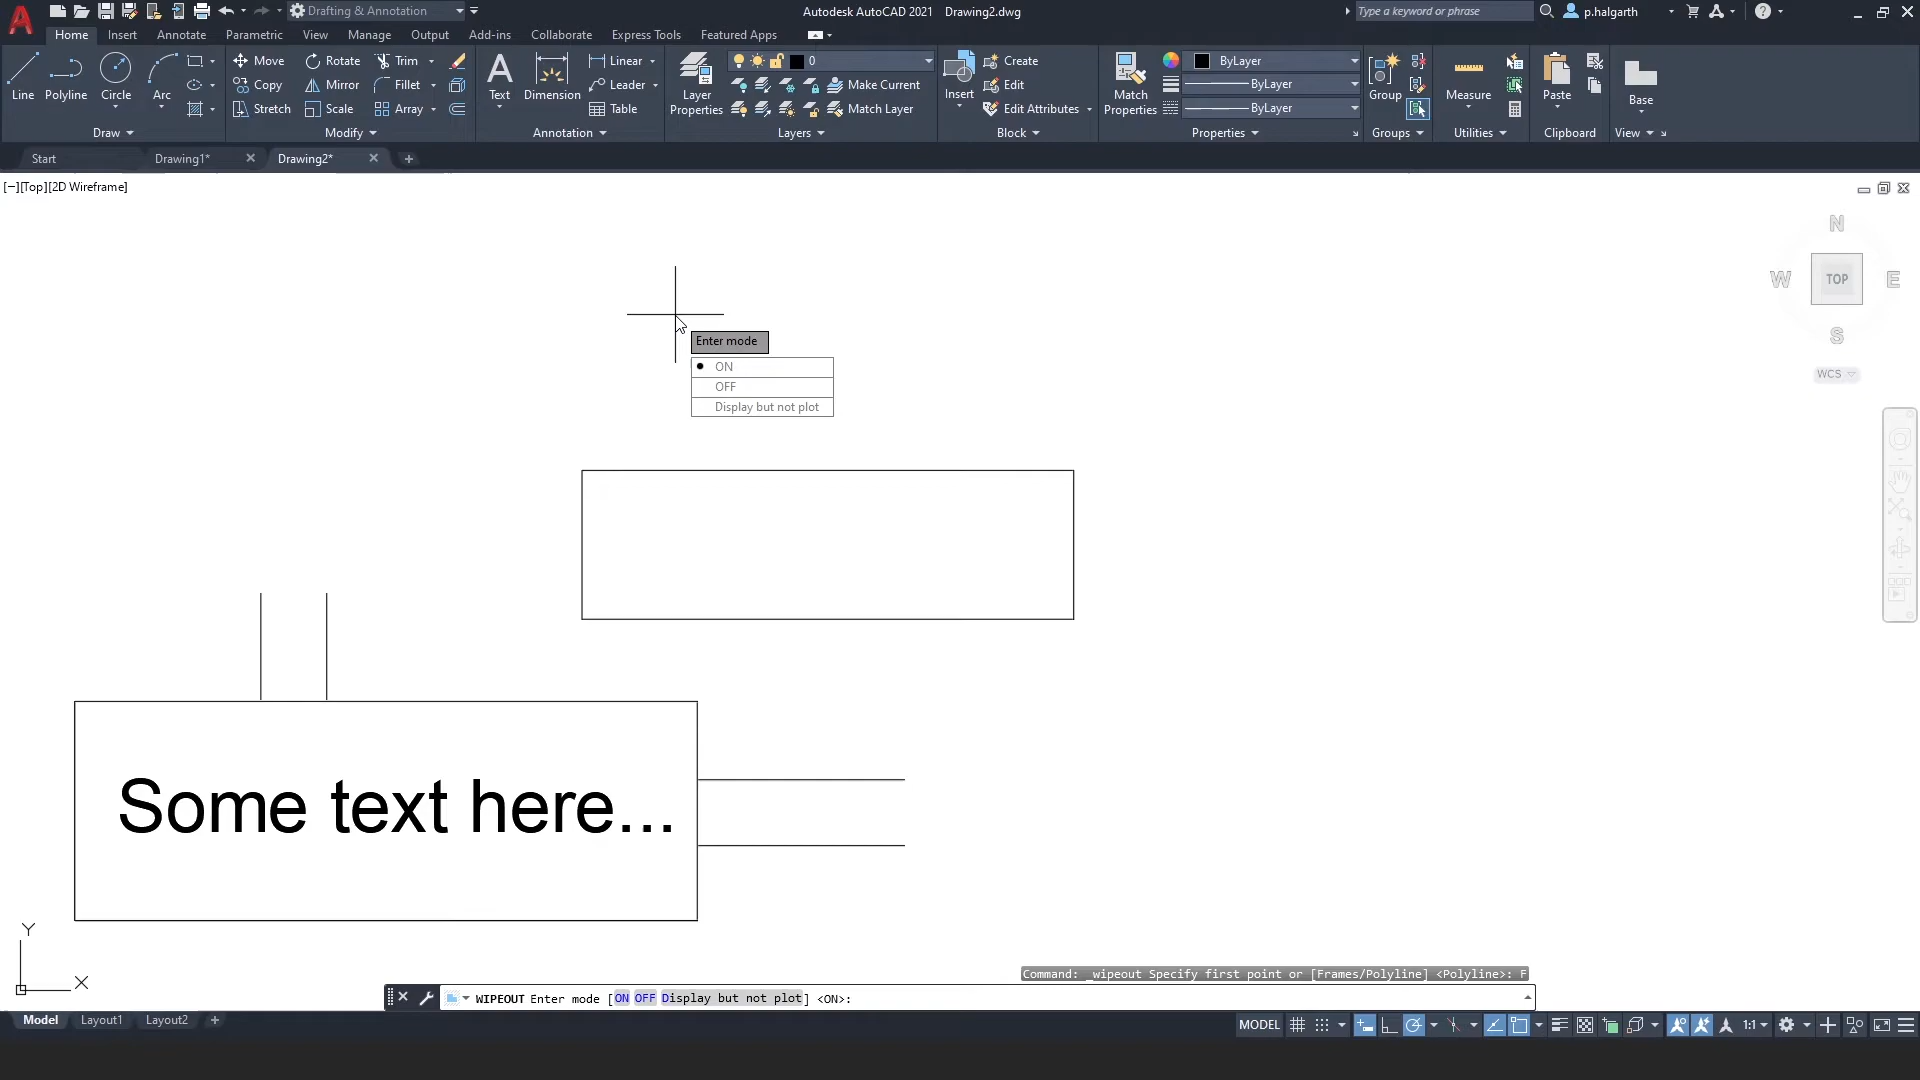 Drafting & Annotation
Autodesk AutoCAD 2021 Drawing2.dwg
Type a keyword or phrase
p.halgarth
Home Insert Annotate Parametric View Manage Output Add-ins Collaborate Express Tools Featured Apps
Line
Polyline
Circle
Arc
Draw
Move
Rotate
Trim
Copy
Mirror
Fillet
Stretch
Scale
Array
Modify
Text
Dimension
Linear
Leader
Table
Annotation
Layer
Properties
0
Make Current
Match Layer
Layers
Insert
Create
Edit
Edit Attributes
Block
Match
Properties
ByLayer
ByLayer
ByLayer
Properties
Group
Groups
Measure
Utilities
Paste
Clipboard
Base
View
Start Drawing1* Drawing2*
[−][Top][2D Wireframe]
N
W TOP E
S
WCS
Enter mode
ON
OFF
Display but not plot
Some text here...
Y
X
Command: _wipeout Specify first point or [Frames/Polyline] <Polyline>: F
WIPEOUT Enter mode [ON OFF Display but not plot] <ON>:
Model Layout1 Layout2
MODEL
1:1